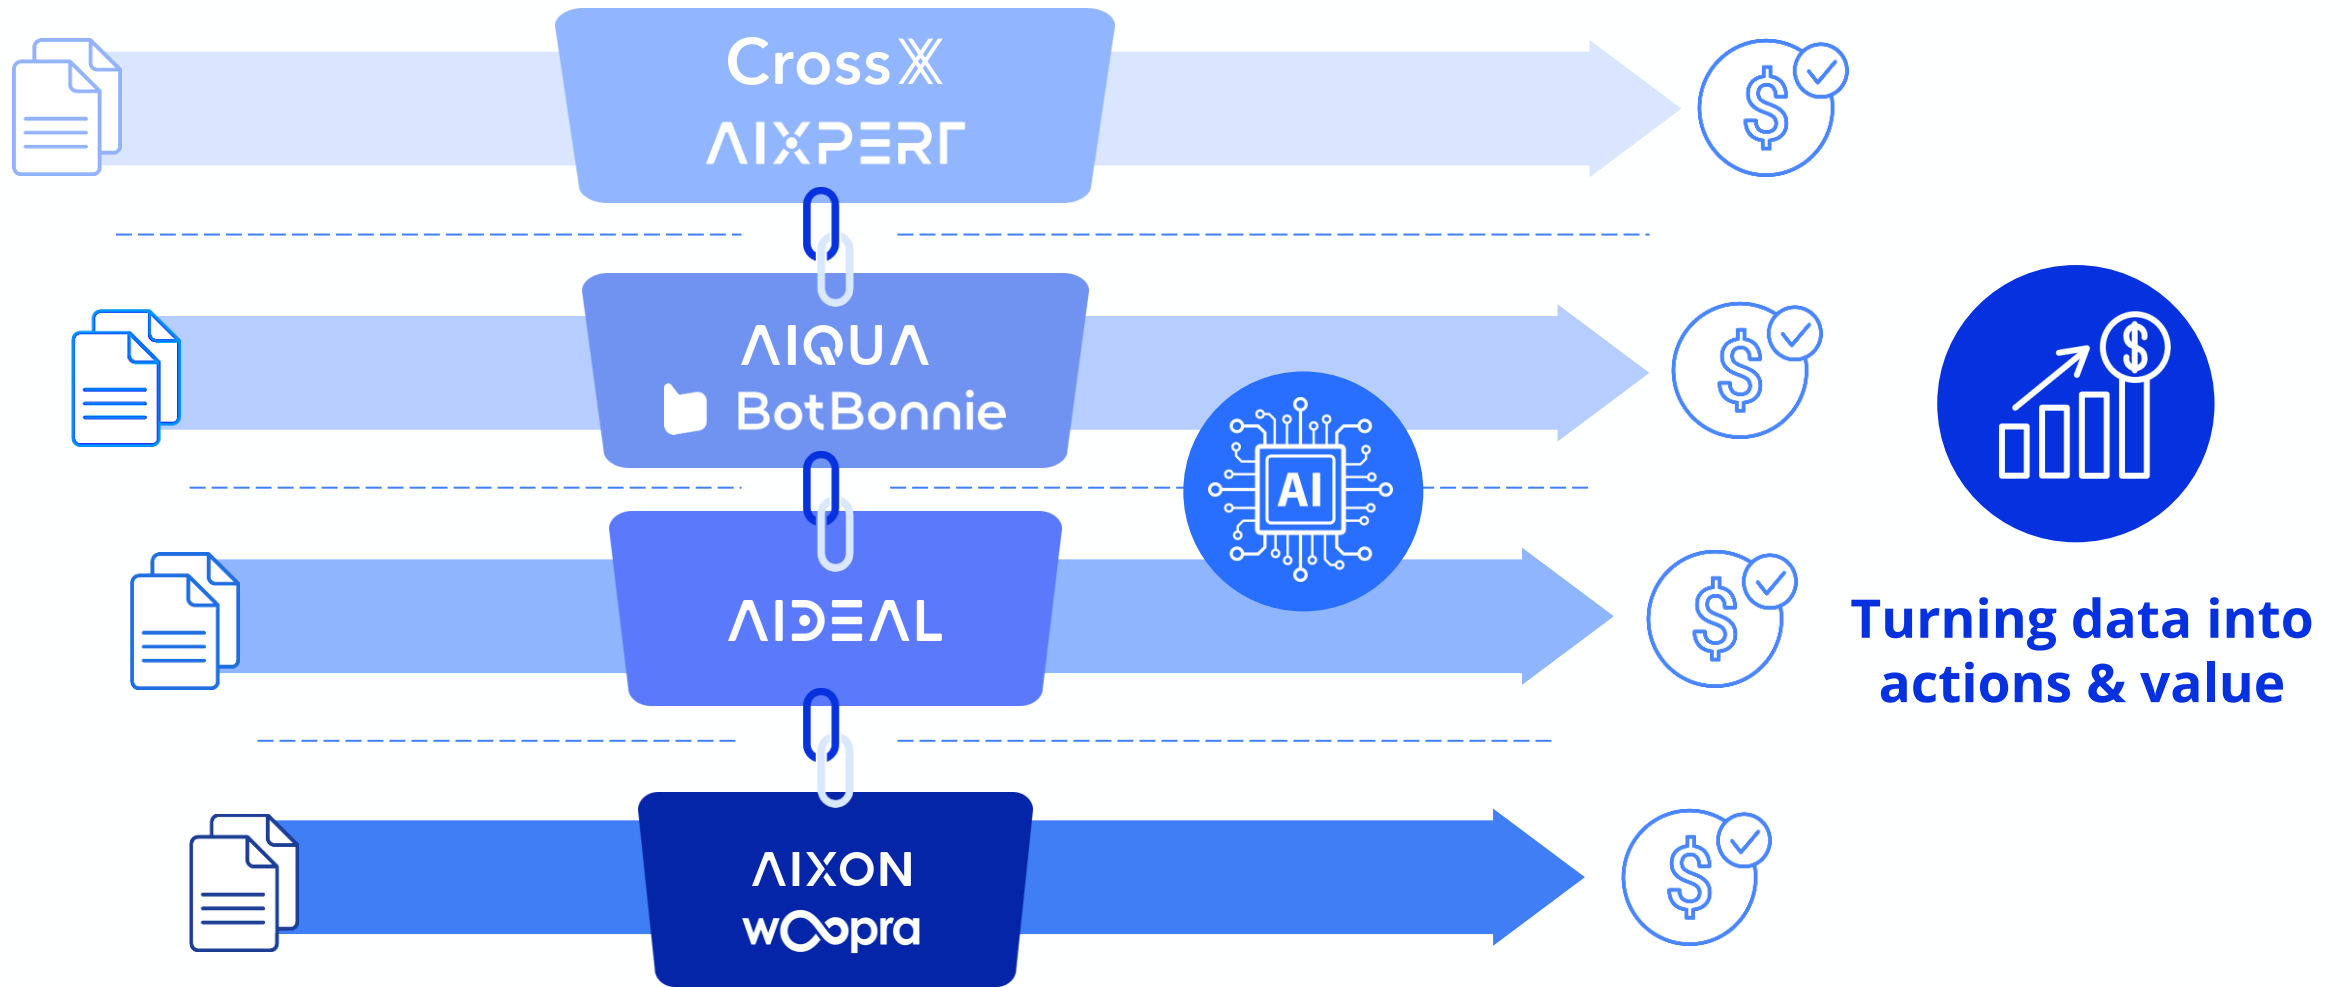 CrossX
AIXPERT
$
AIQUA
BotBonnie
$
$
AI
AIDEAL
$
Turning data into
actions & value
AIXON
woopra
$